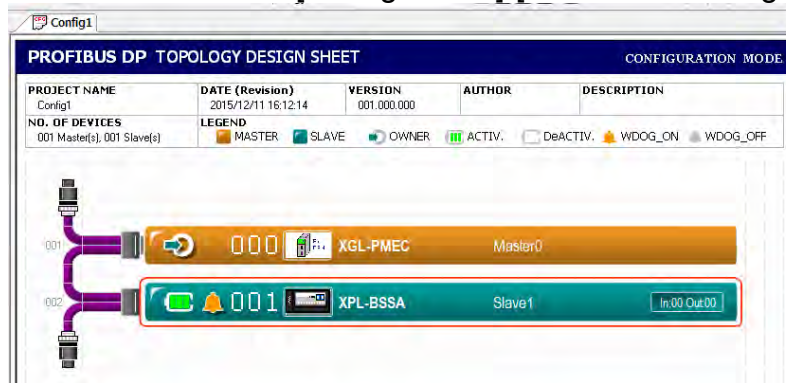 Config1
PROFIBUS DP TOPOLOGY DESIGN SHEET
CONFIGURATION MODE
PROJECT NAME DATE (Revision) VERSION AUTHOR DESCRIPTION
Config1 2015/12/11 16:12:14 001.000.000
NO. OF DEVICES LEGEND
001 Master(s), 001 Slave(s) MASTER SLAVE OWNER ACTIV. DeACTIV. WDOG_ON WDOG_OFF
001 000 XGL-PMEC Master0
002 001 XPL-BSSA Slave1 In:00 Out:00